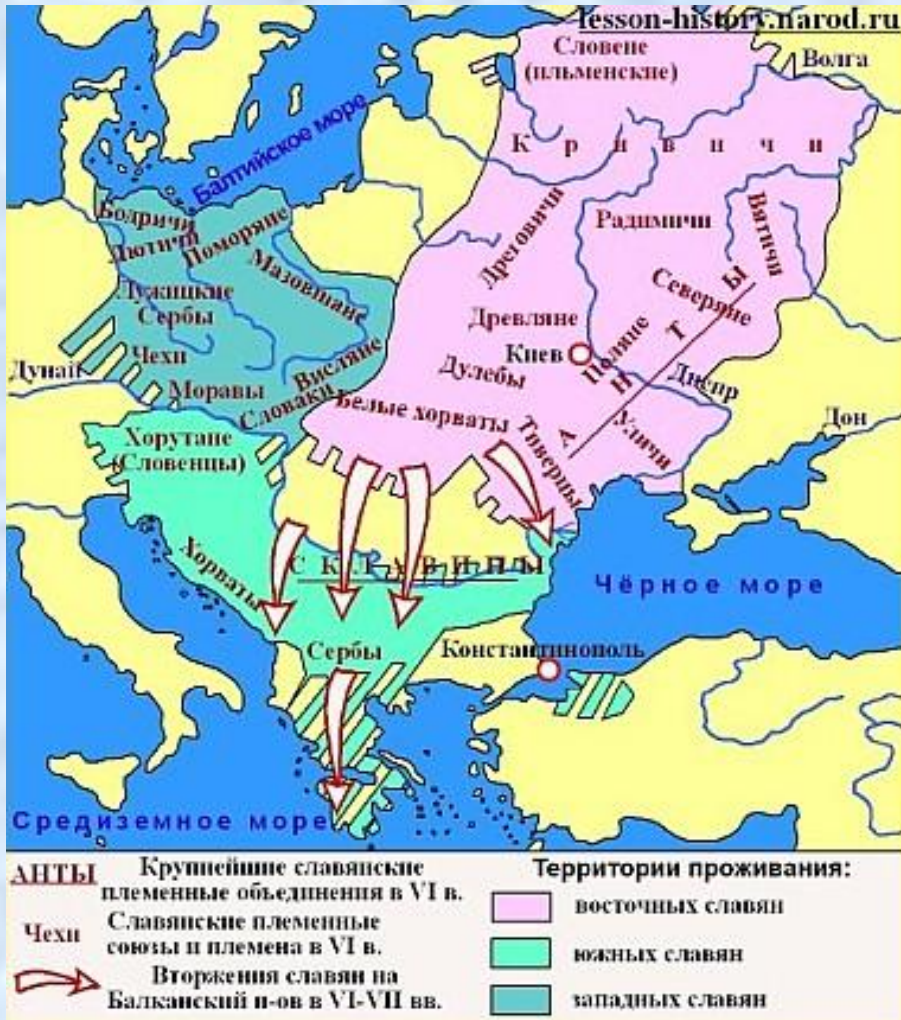 lesson-history.narod.ru
Словене
(ильменские)
Волга
Балтийское море
Кривичи
Бодричи
Лютичи
Поморяне
Мазовшане
Дреговичи
Радимичи
Вятичи
Лужицкие
Сербы
Северяне
Древляне
Чехи
Висляне
Киев
Поляне
Дунай
Дулебы
Днепр
Моравы
Словаки
Белые хорваты
АНТЫ
Уличи
Дон
Хорутане
(Словенцы)
Тиверцы
СКЛАВИНЫ
Хорваты
Чёрное море
Сербы
Константинополь
Средиземное море
АНТЫ
Крупнейшие славянские
племенные объединения в VI в.
Чехи
Славянские племенные
союзы и племена в VI в.
Вторжения славян на
Балканский п-ов в VI-VII вв.
Территории проживания:
восточных славян
южных славян
западных славян